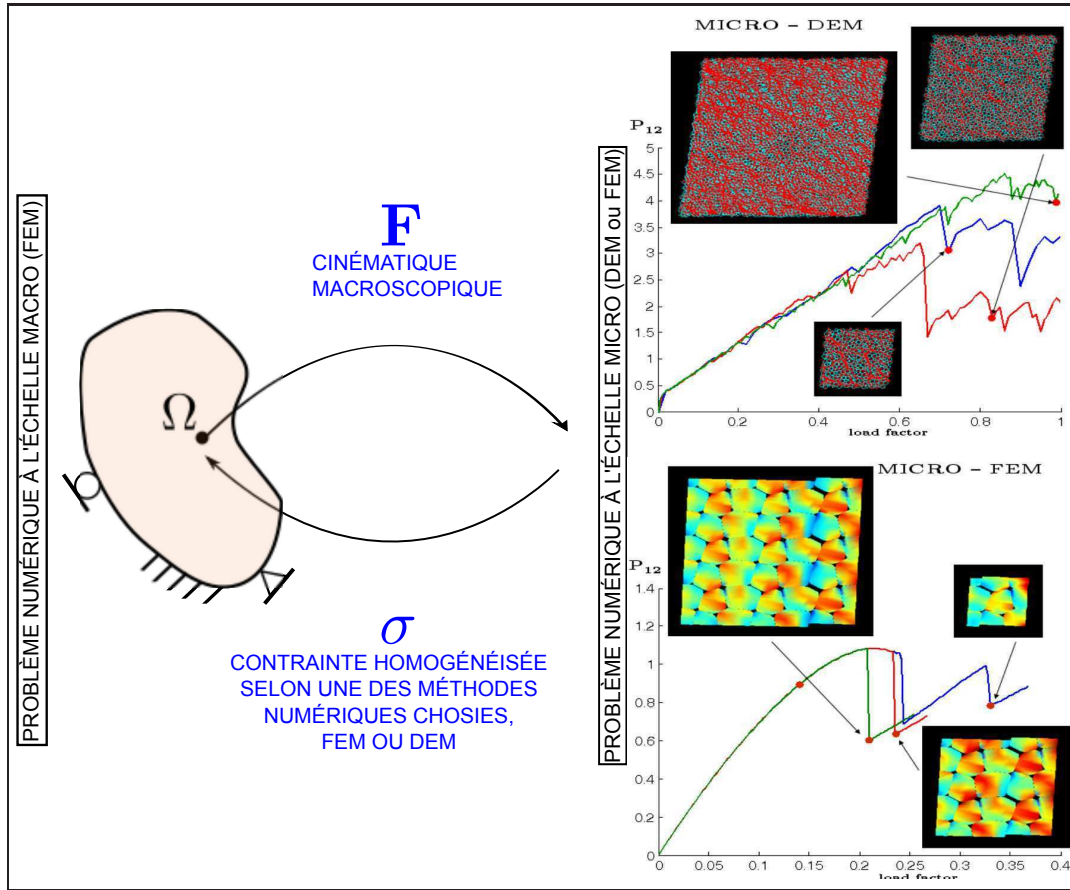 PROBLÈME NUMÉRIQUE À L'ÉCHELLE MACRO (FEM)
F
CINÉMATIQUE
MACROSCOPIQUE
Ω
σ
CONTRAINTE HOMOGÉNÉISÉE
SELON UNE DES MÉTHODES
NUMÉRIQUES CHOSIES,
FEM OU DEM
PROBLÈME NUMÉRIQUE À L'ÉCHELLE MICRO (DEM ou FEM)
MICRO - DEM
P12
5
4.5
4
3.5
3
2.5
2
1.5
1
0.5
0
0 0.2 0.4 0.6 0.8 1
load factor
MICRO - FEM
P12
1.4
1.2
1
0.8
0.6
0.4
0.2
0
0 0.05 0.1 0.15 0.2 0.25 0.3 0.35 0.4
load factor